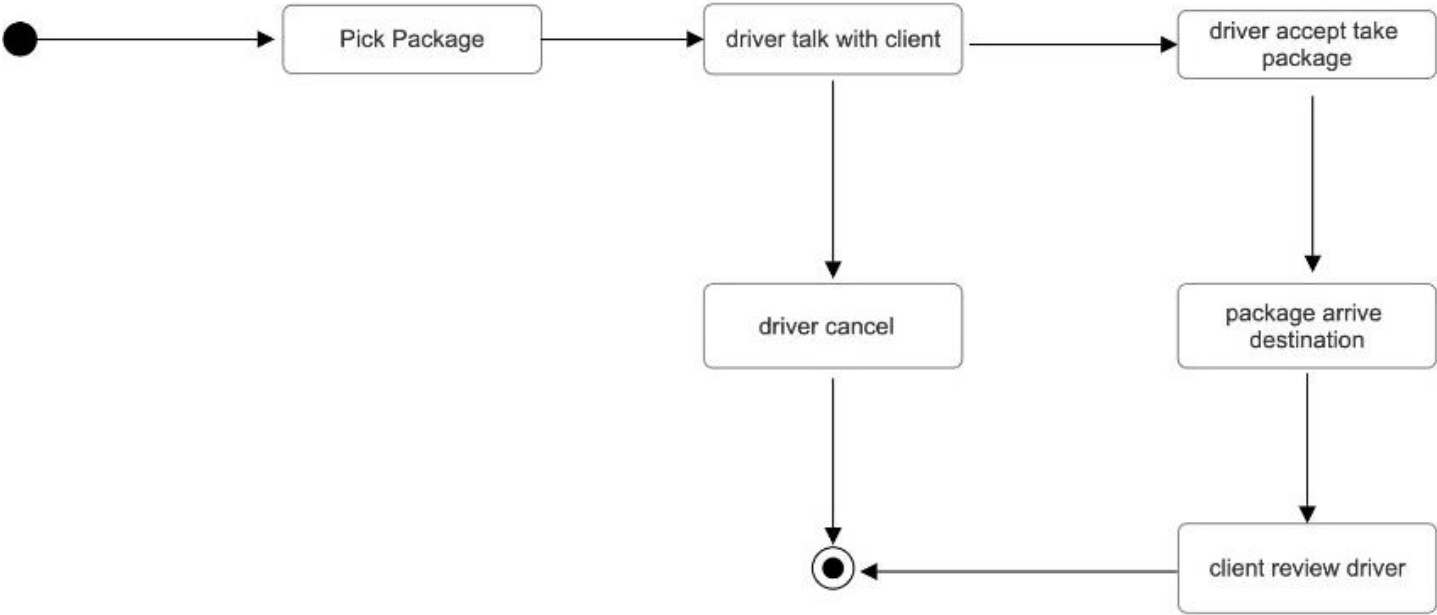 Pick Package
driver talk with client
driver accept take
package
driver cancel
package arrive
destination
client review driver